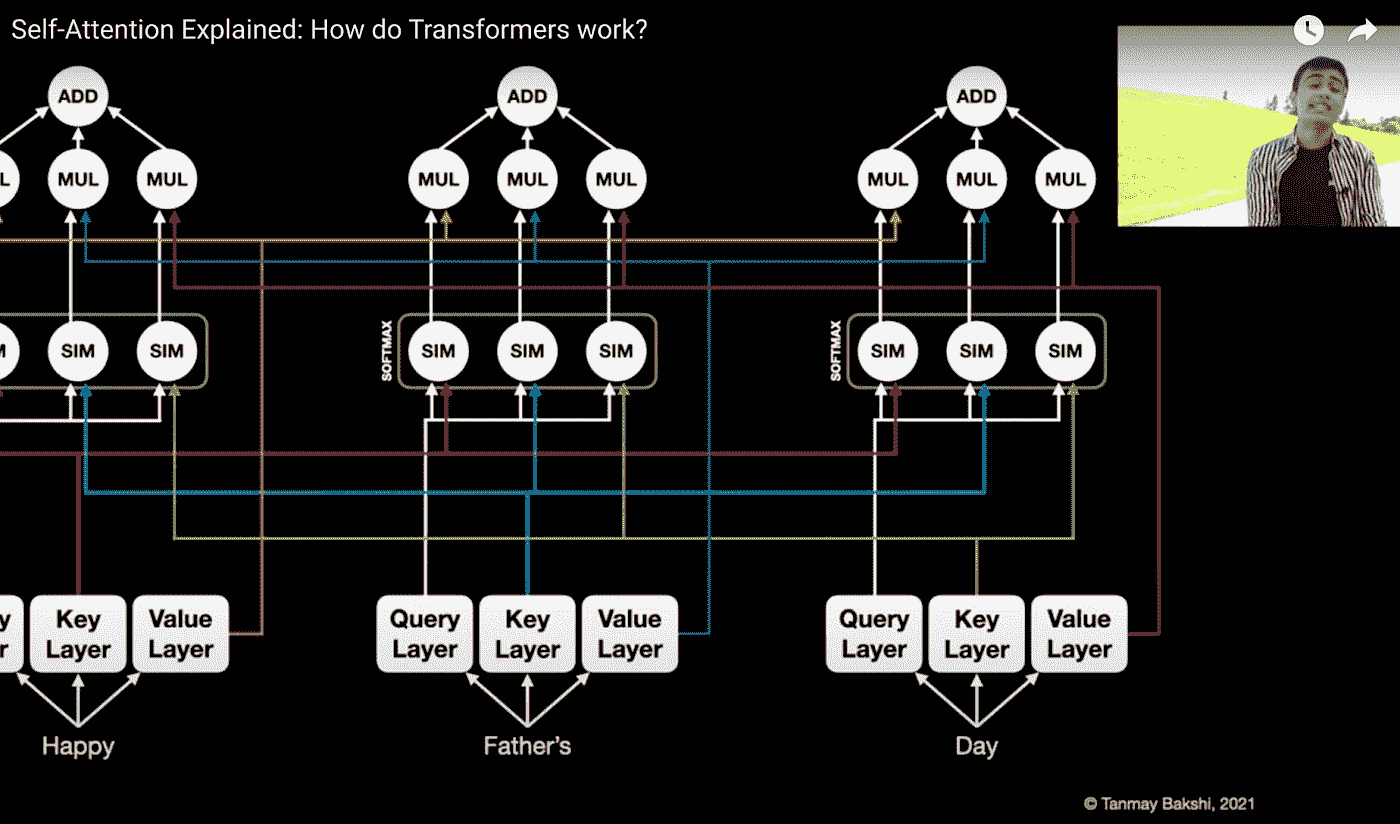 Self-Attention Explained: How do Transformers work?
ADD ADD ADD
L MUL MUL MUL MUL MUL MUL MUL MUL
SOFTMAX SOFTMAX
M SIM SIM SIM SIM SIM SIM SIM SIM
y Key Value Query Key Value Query Key Value
r Layer Layer Layer Layer Layer Layer Layer Layer
Happy Father's Day
© Tanmay Bakshi, 2021